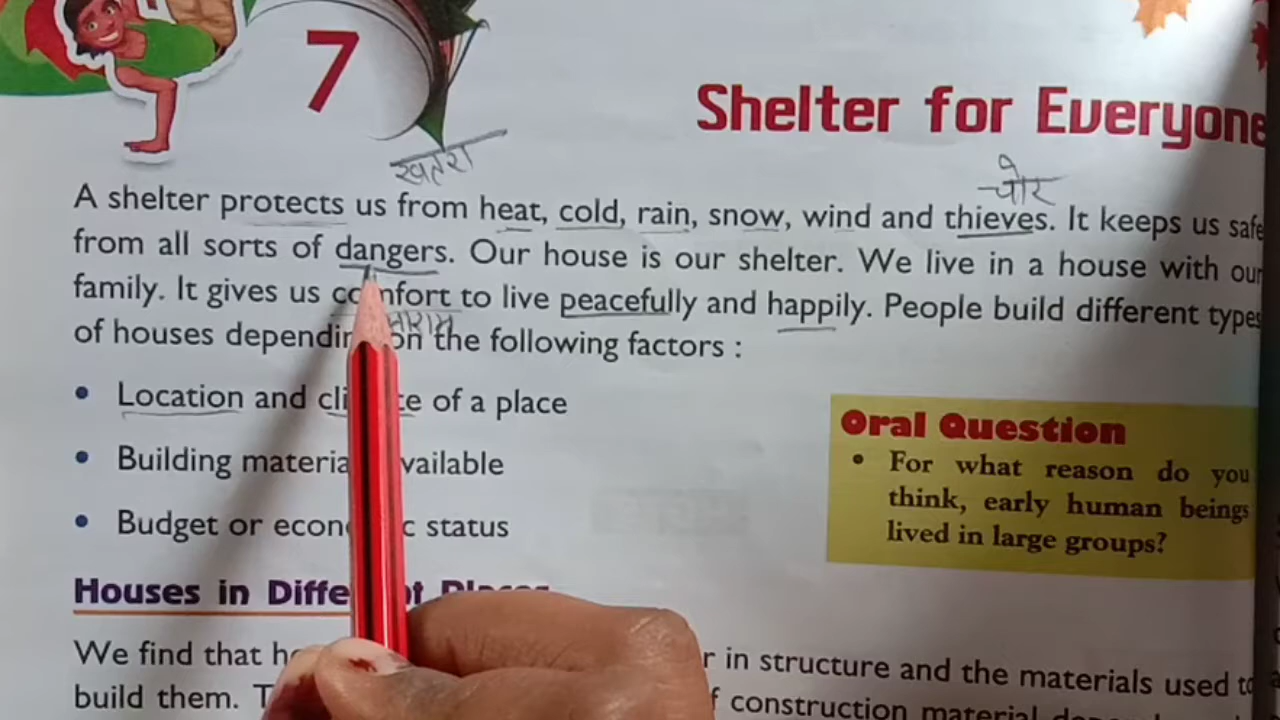 7
Shelter for Everyone
खतरा
चोर
A shelter protects us from heat, cold, rain, snow, wind and thieves. It keeps us safe
from all sorts of dangers. Our house is our shelter. We live in a house with our
family. It gives us comfort to live peacefully and happily. People build different types
of houses depending on the following factors :
• Location and climate of a place
• Building material available
• Budget or economic status
Oral Question
• For what reason do you
think, early human beings
lived in large groups?
Houses in Different Places
We find that r in structure and the materials used to
build them. construction material